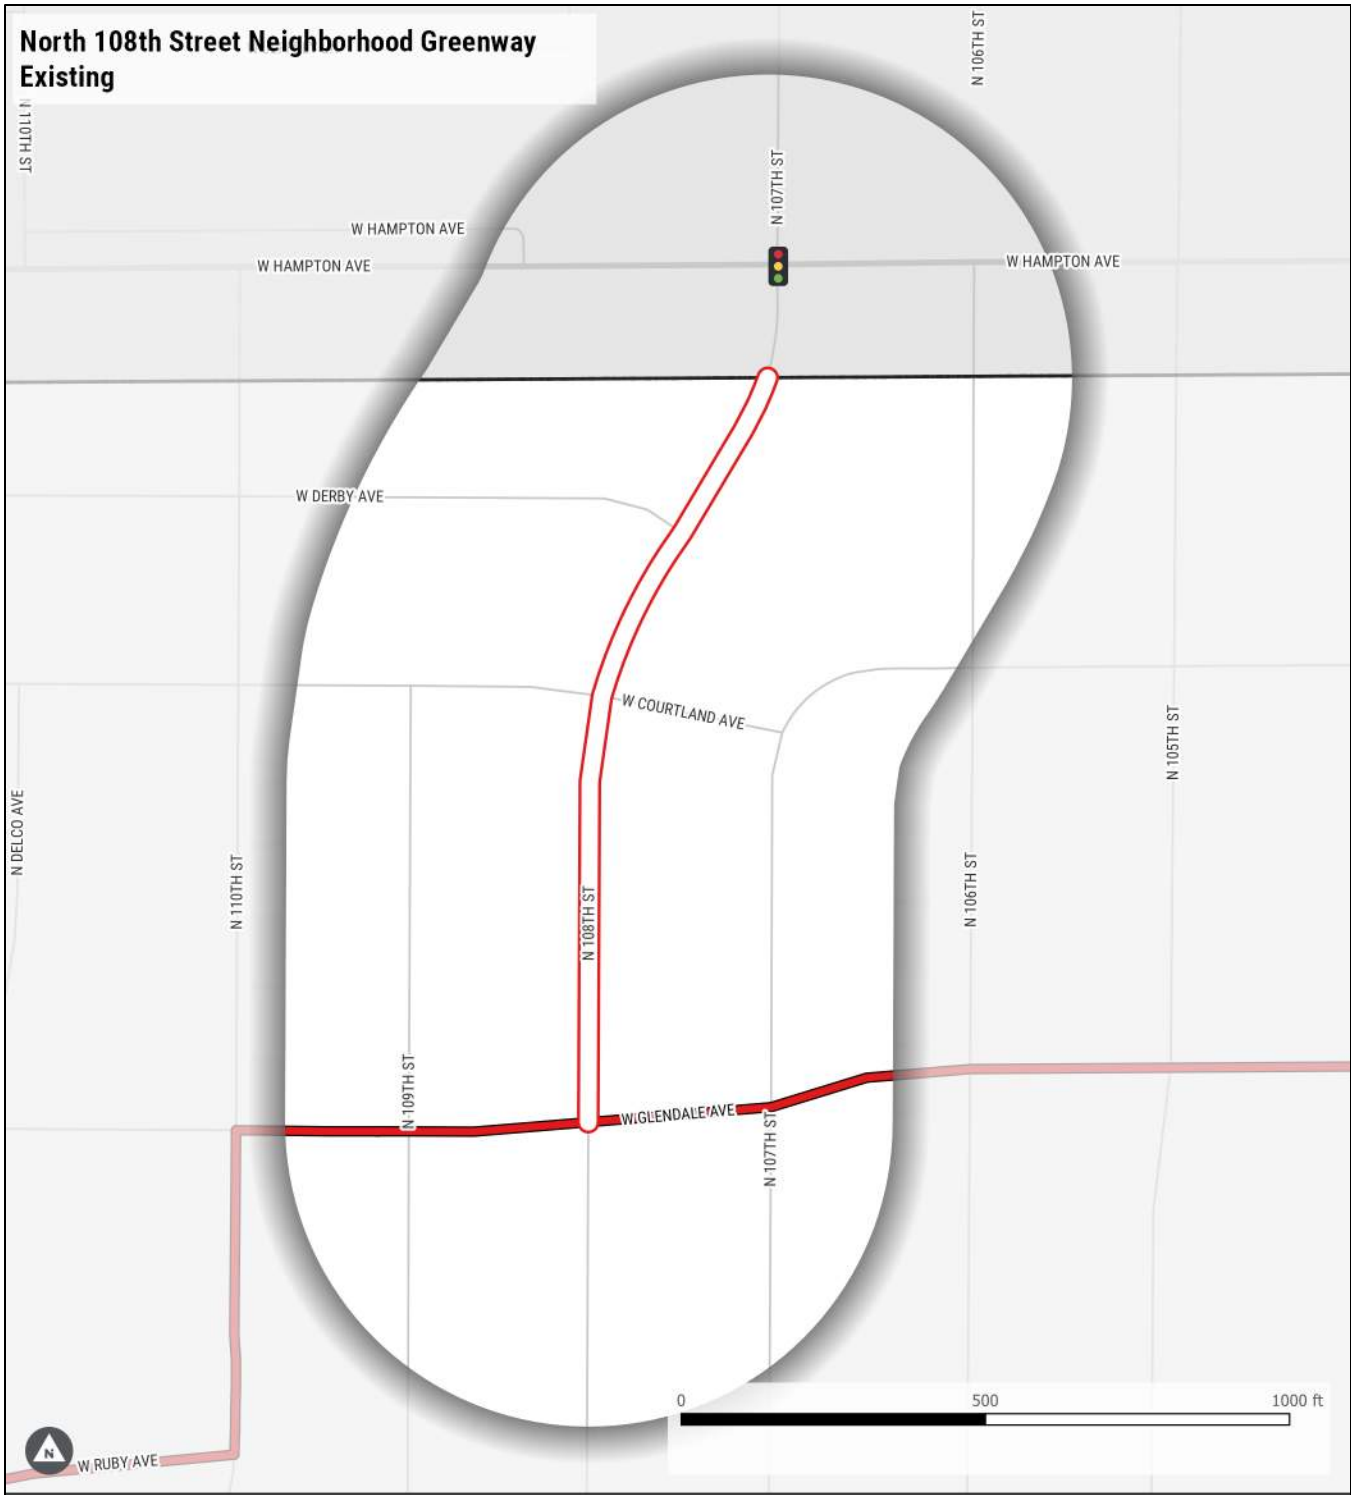 North 108th Street Neighborhood Greenway
Existing
N 106TH ST
N 110TH ST
N 107TH ST
W HAMPTON AVE
W HAMPTON AVE
W HAMPTON AVE
W DERBY AVE
W COURTLAND AVE
N 105TH ST
N DELCO AVE
N 110TH ST
N 108TH ST
N 106TH ST
N 109TH ST
W GLENDALE AVE
N 107TH ST
0 500 1000 ft
N
W RUBY AVE